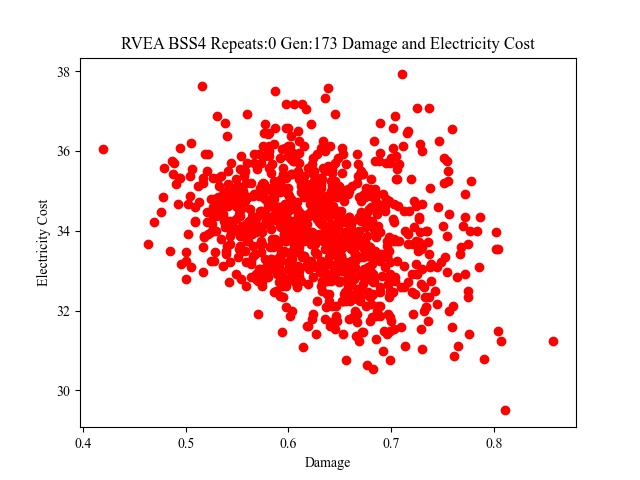 RVEA BSS4 Repeats:0 Gen:173 Damage and Electricity Cost
38
36
34
32
30
Electricity Cost
0.4 0.5 0.6 0.7 0.8
Damage